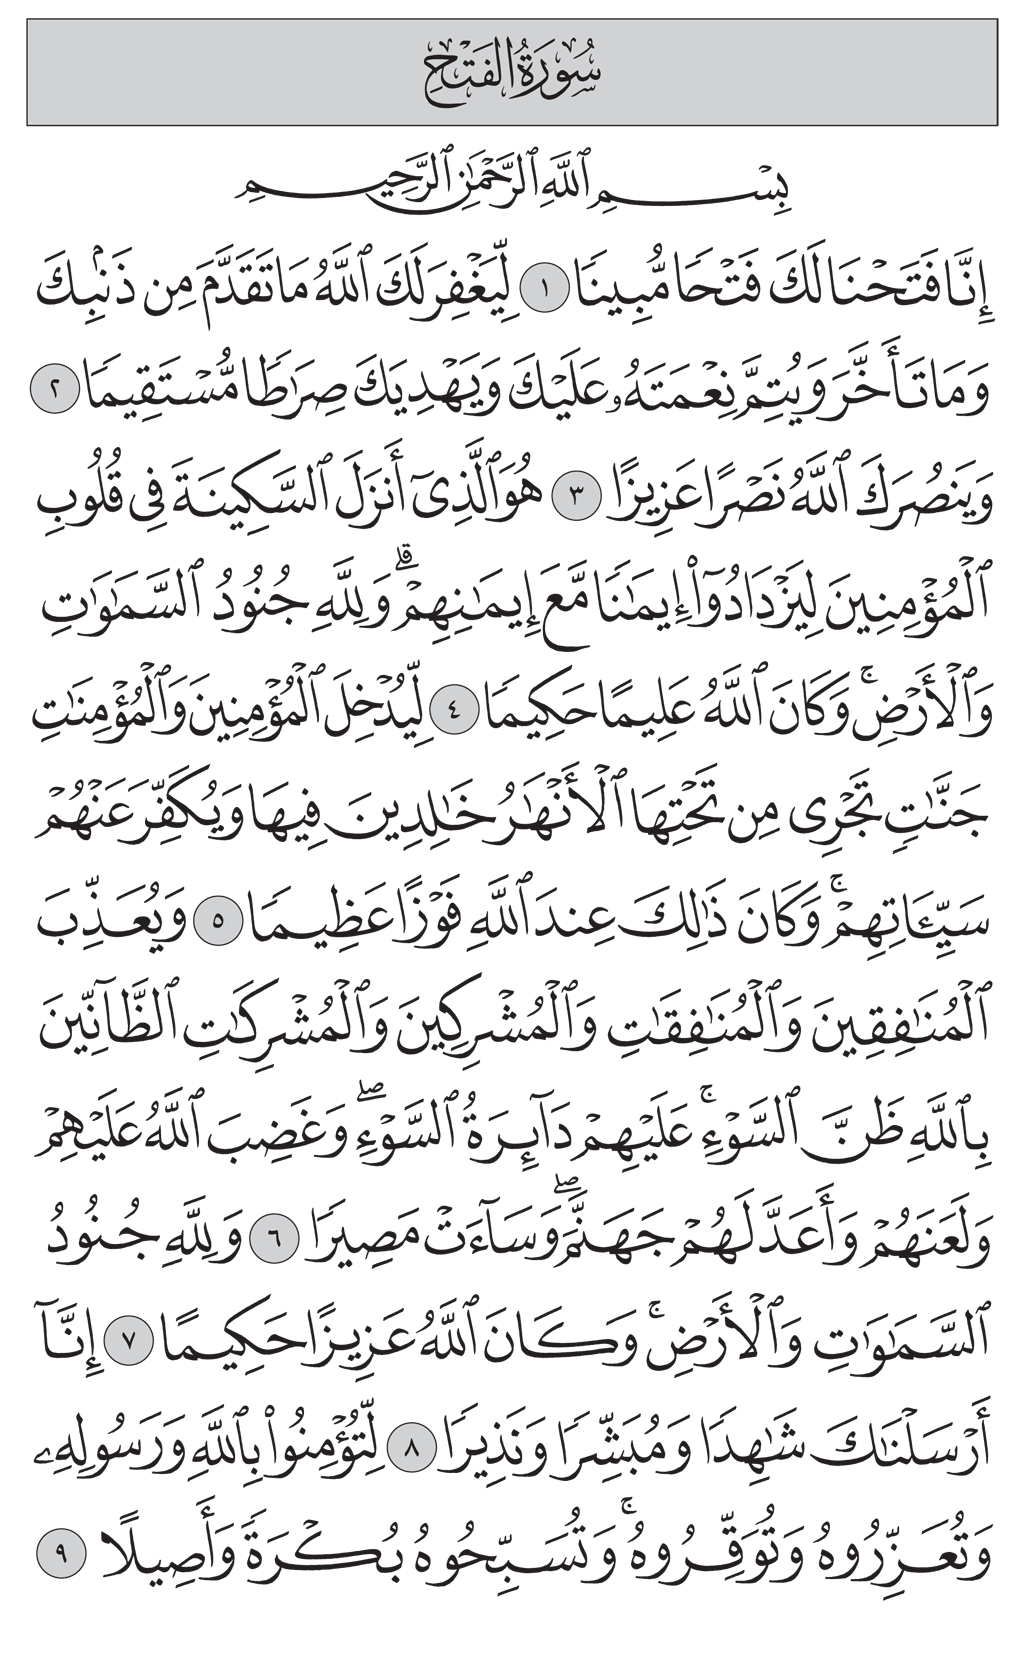 سُورَةُ الفَتْحِ
بِسْمِ ٱللَّهِ ٱلرَّحْمَٰنِ ٱلرَّحِيمِ
إِنَّا فَتَحْنَا لَكَ فَتْحًا مُّبِينًا ١ لِّيَغْفِرَ لَكَ ٱللَّهُ مَا تَقَدَّمَ مِن ذَنۢبِكَ
وَمَا تَأَخَّرَ وَيُتِمَّ نِعْمَتَهُۥ عَلَيْكَ وَيَهْدِيَكَ صِرَٰطًا مُّسْتَقِيمًا ٢
وَيَنصُرَكَ ٱللَّهُ نَصْرًا عَزِيزًا ٣ هُوَ ٱلَّذِىٓ أَنزَلَ ٱلسَّكِينَةَ فِى قُلُوبِ
ٱلْمُؤْمِنِينَ لِيَزْدَادُوٓا۟ إِيمَٰنًا مَّعَ إِيمَٰنِهِمْ ۗ وَلِلَّهِ جُنُودُ ٱلسَّمَٰوَٰتِ
وَٱلْأَرْضِ ۚ وَكَانَ ٱللَّهُ عَلِيمًا حَكِيمًا ٤ لِّيُدْخِلَ ٱلْمُؤْمِنِينَ وَٱلْمُؤْمِنَٰتِ
جَنَّٰتٍ تَجْرِى مِن تَحْتِهَا ٱلْأَنْهَٰرُ خَٰلِدِينَ فِيهَا وَيُكَفِّرَ عَنْهُمْ
سَيِّـَٔاتِهِمْ ۚ وَكَانَ ذَٰلِكَ عِندَ ٱللَّهِ فَوْزًا عَظِيمًا ٥ وَيُعَذِّبَ
ٱلْمُنَٰفِقِينَ وَٱلْمُنَٰفِقَٰتِ وَٱلْمُشْرِكِينَ وَٱلْمُشْرِكَٰتِ ٱلظَّآنِّينَ
بِٱللَّهِ ظَنَّ ٱلسَّوْءِ ۚ عَلَيْهِمْ دَآئِرَةُ ٱلسَّوْءِ ۖ وَغَضِبَ ٱللَّهُ عَلَيْهِمْ
وَلَعَنَهُمْ وَأَعَدَّ لَهُمْ جَهَنَّمَ ۖ وَسَآءَتْ مَصِيرًا ٦ وَلِلَّهِ جُنُودُ
ٱلسَّمَٰوَٰتِ وَٱلْأَرْضِ ۚ وَكَانَ ٱللَّهُ عَزِيزًا حَكِيمًا ٧ إِنَّآ
أَرْسَلْنَٰكَ شَٰهِدًا وَمُبَشِّرًا وَنَذِيرًا ٨ لِّتُؤْمِنُوا۟ بِٱللَّهِ وَرَسُولِهِۦ
وَتُعَزِّرُوهُ وَتُوَقِّرُوهُ ۚ وَتُسَبِّحُوهُ بُكْرَةً وَأَصِيلًا ٩